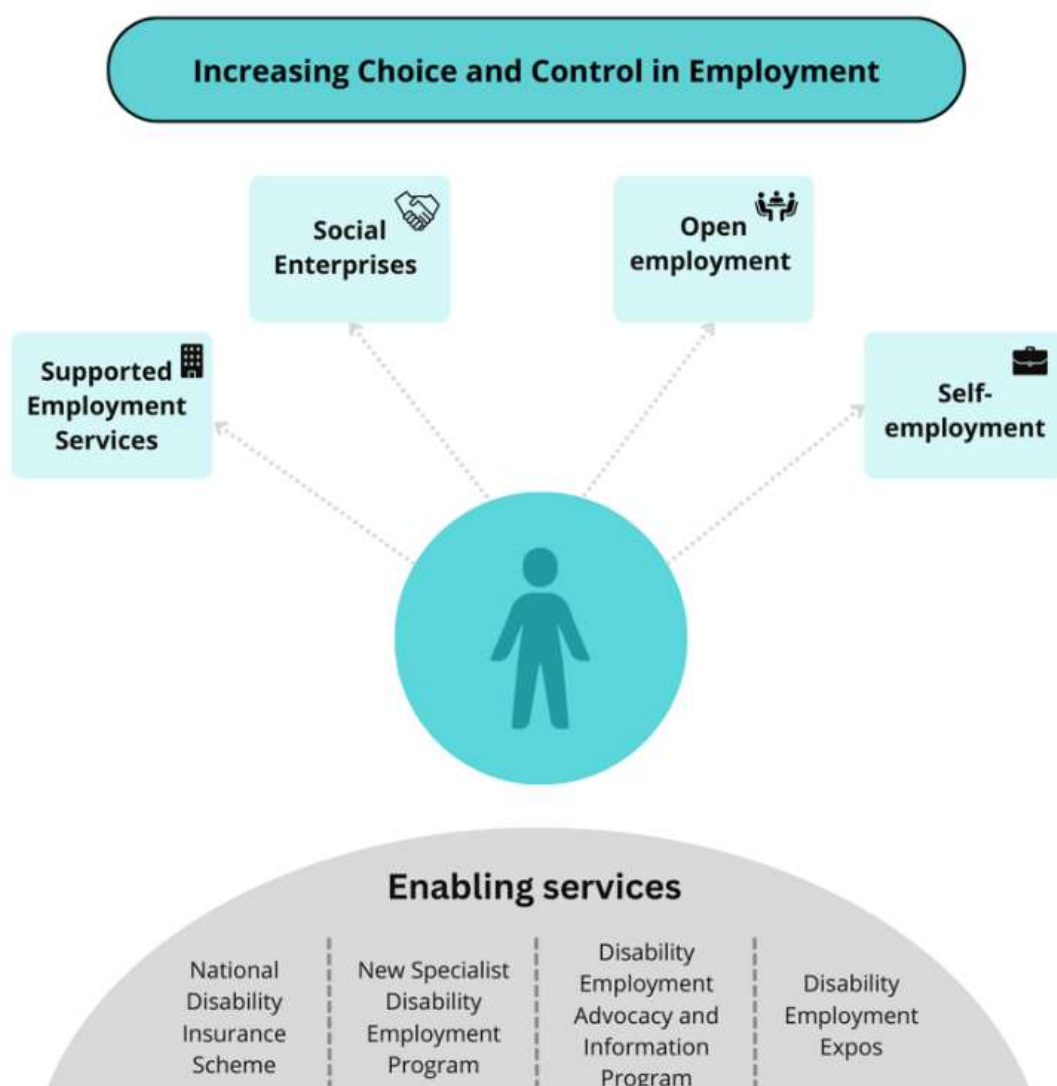 Increasing Choice and Control in Employment
Social
Enterprises
Open
employment
Supported
Employment
Services
Self-
employment
Enabling services
National
Disability
Insurance
Scheme
New Specialist
Disability
Employment
Program
Disability
Employment
Advocacy and
Information
Program
Disability
Employment
Expos